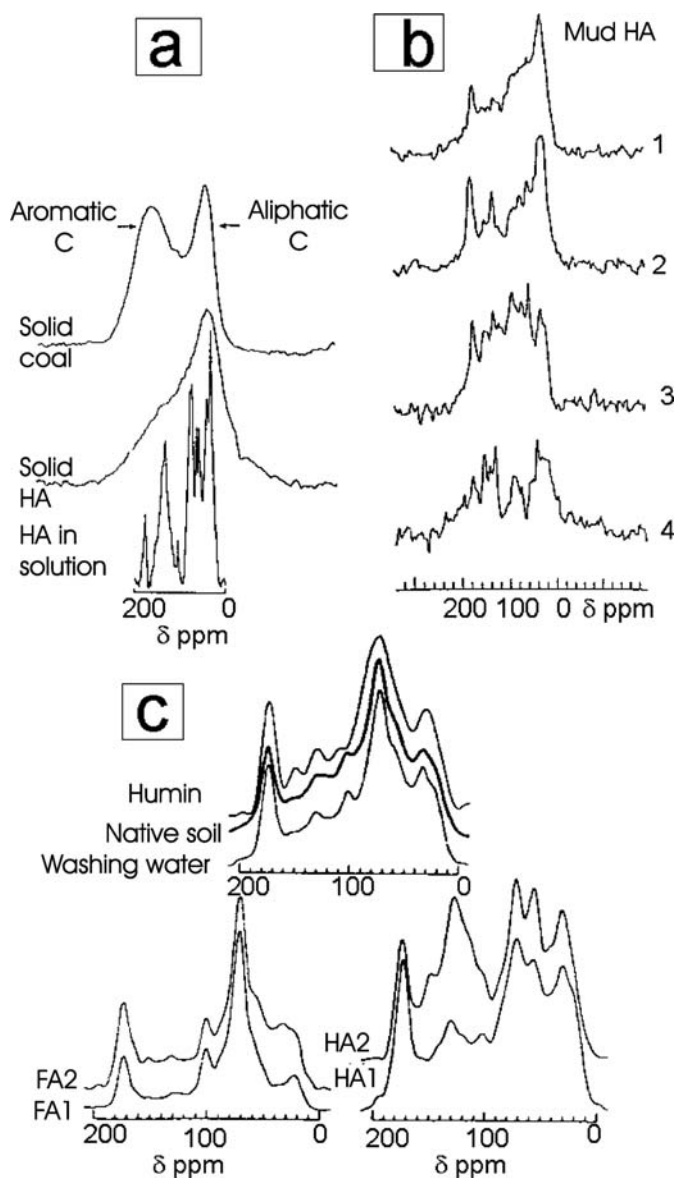 a
Aromatic
C
Aliphatic
C
Solid
coal
Solid
HA
HA in
solution
200 0
δ ppm
b
Mud HA
1
2
3
4
200 100 0 δ ppm
c
Humin
Native soil
Washing water
200 100 0
FA2
FA1
200 100 0
δ ppm
HA2
HA1
200 100 0
δ ppm